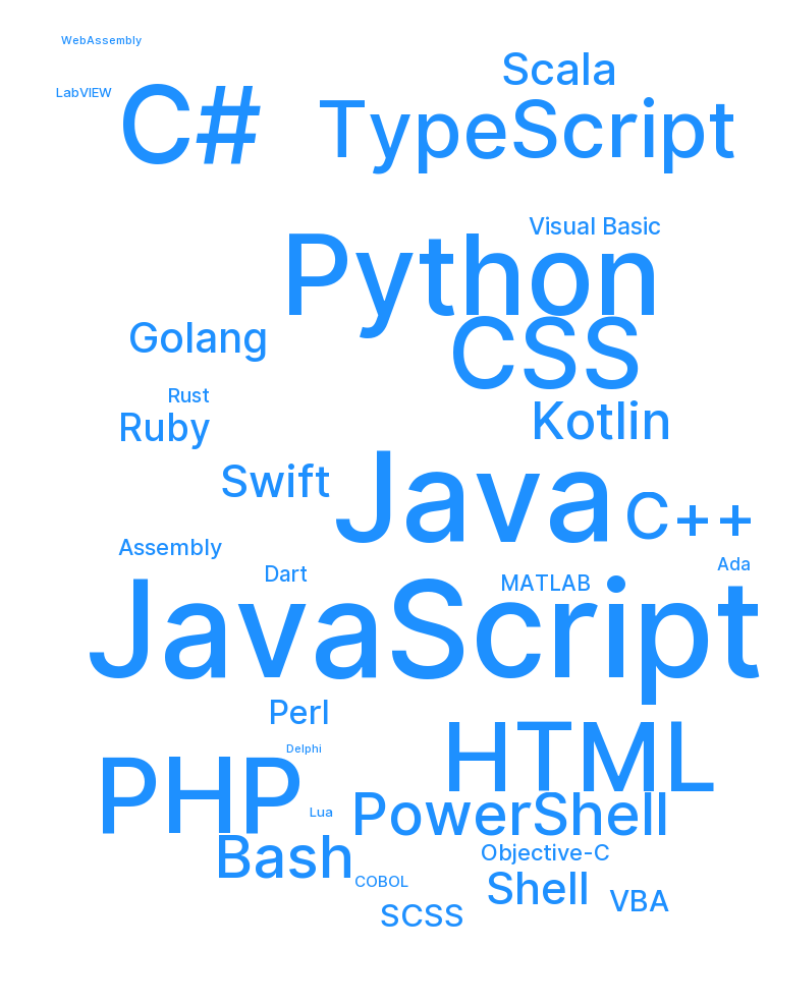 WebAssembly
Scala
LabVIEW
C#
TypeScript
Visual Basic
Python
Golang
CSS
Rust
Ruby
Kotlin
Swift
Java
C++
Assembly
Ada
Dart
MATLAB
JavaScript
Perl
Delphi
HTML
PHP
Lua
PowerShell
Bash
Objective-C
COBOL
Shell
VBA
SCSS